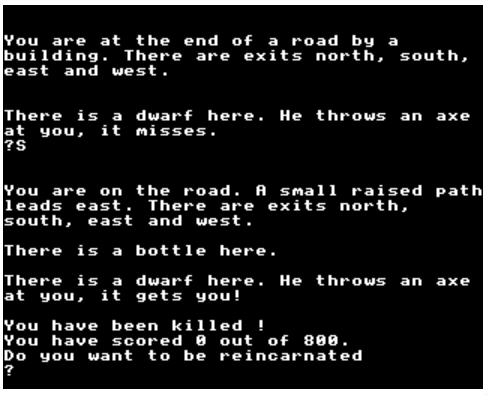 You are at the end of a road by a
building. There are exits north, south,
east and west.
There is a dwarf here. He throws an axe
at you, it misses.
?S
You are on the road. A small raised path
leads east. There are exits north,
south, east and west.
There is a bottle here.
There is a dwarf here. He throws an axe
at you, it gets you!
You have been killed !
You have scored 0 out of 800.
Do you want to be reincarnated
?